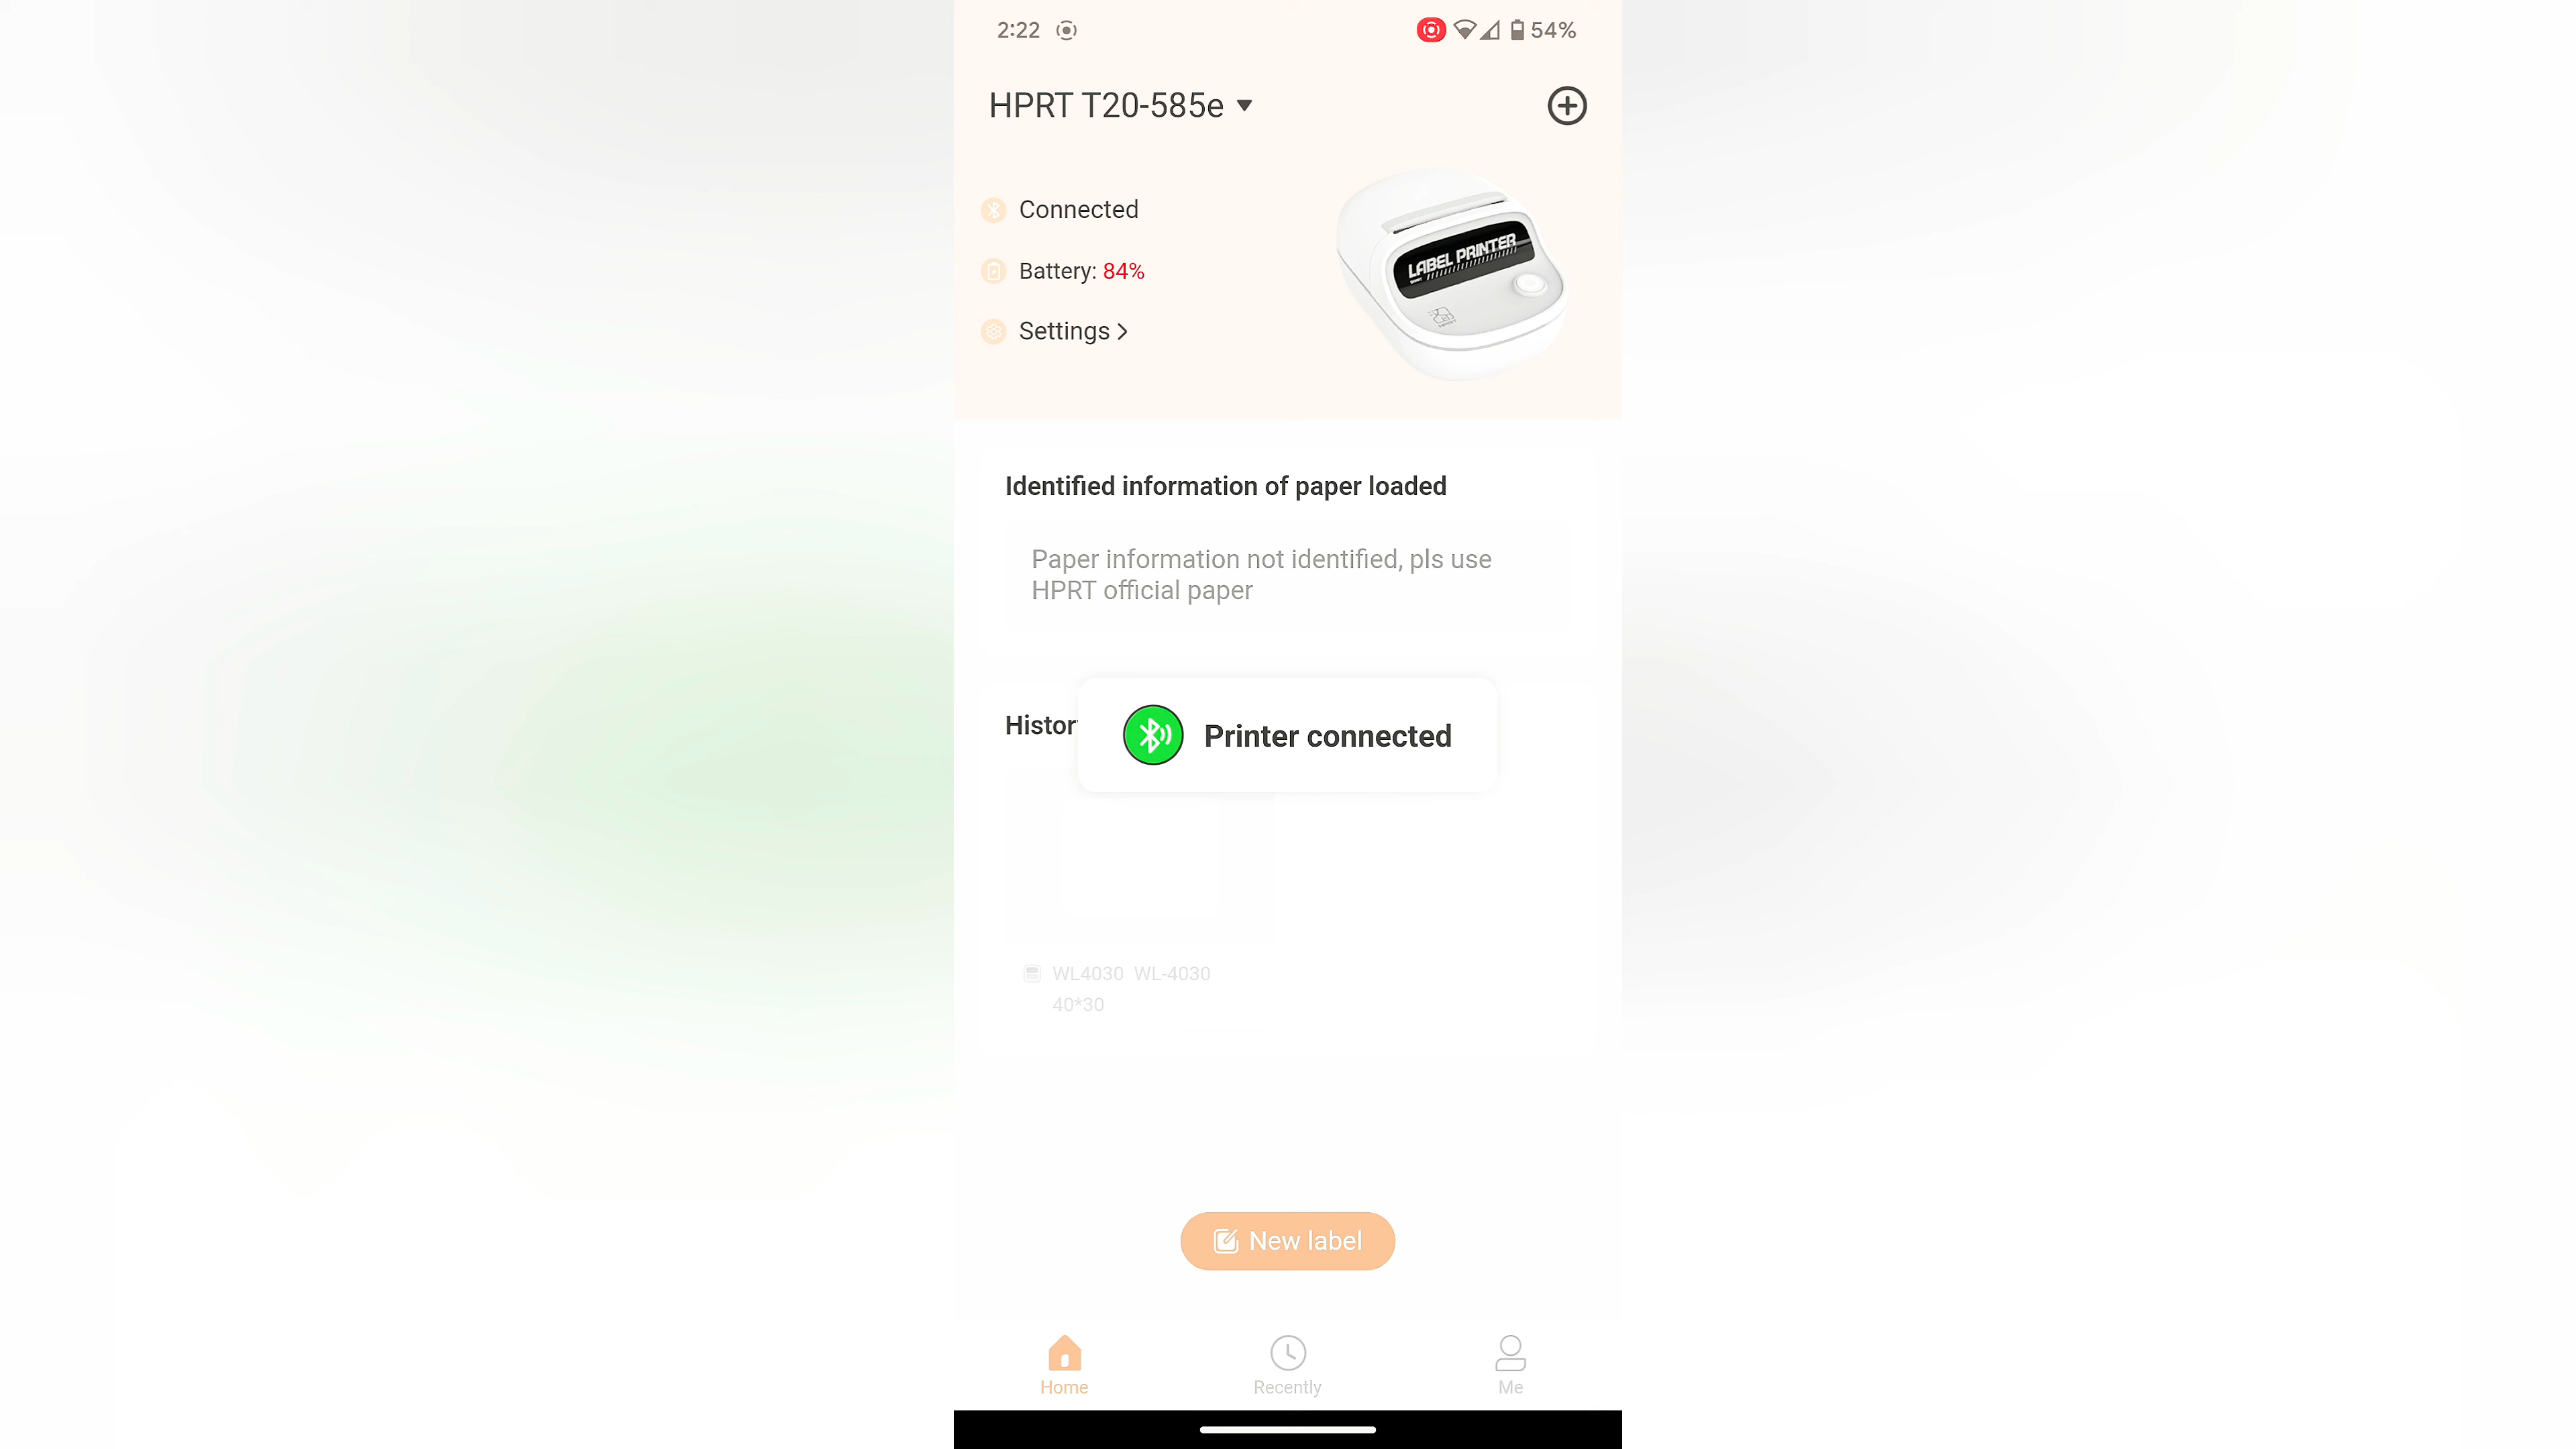 2:22
54%
HPRT T20-585e
Connected
Battery: 84%
Settings
LABEL PRINTER
Identified information of paper loaded
Paper information not identified, pls use
HPRT official paper
Histor
Printer connected
WL4030 WL-4030
40*30
New label
Home
Recently
Me